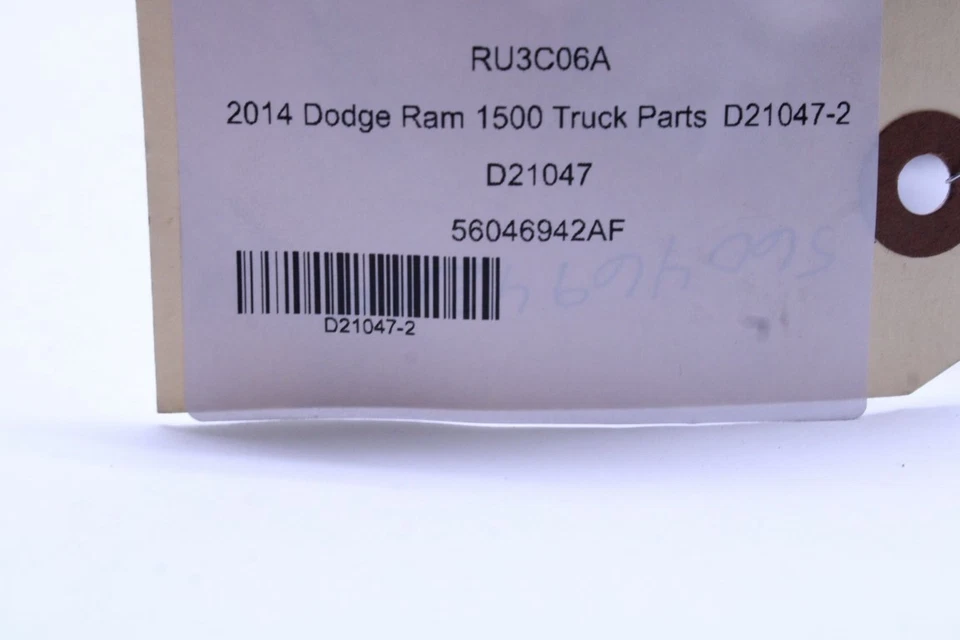 RU3C06A
2014 Dodge Ram 1500 Truck Parts D21047-2
D21047
56046942AF
D21047-2